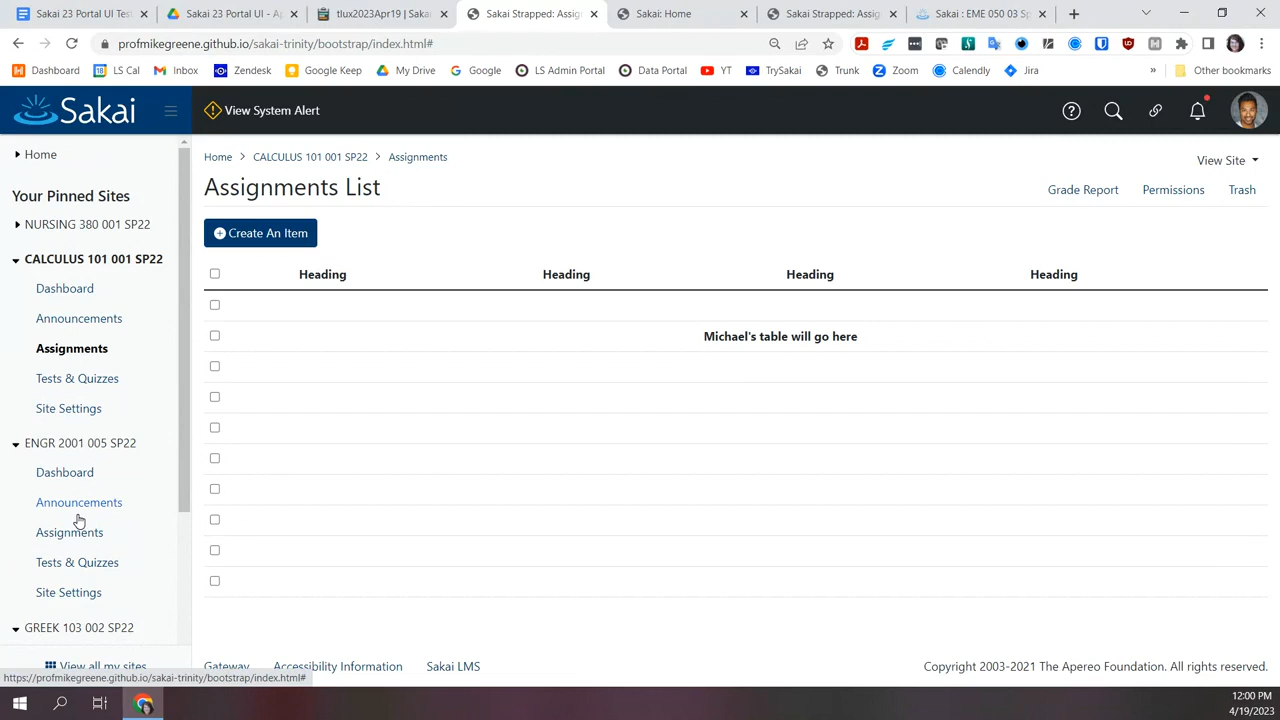 Sakai 23 Portal UI Test
Sakai 23 Portal UI - Ap
tlux2023Apr19 | Sakai
Sakai Strapped: Assign
Sakai: Home
Sakai Strapped: Assign
Sakai : EME 050 03 Sp
profmikegreene.github.io/sakai-trinity/bootstrap/index.html#
Dashboard
LS Cal
Inbox
Zendesk
Google Keep
My Drive
Google
LS Admin Portal
Data Portal
YT
TrySakai
Trunk
Zoom
Calendly
Jira
»
Other bookmarks
Sakai
View System Alert
Home
Your Pinned Sites
NURSING 380 001 SP22
CALCULUS 101 001 SP22
Dashboard
Announcements
Assignments
Tests & Quizzes
Site Settings
ENGR 2001 005 SP22
Dashboard
Announcements
Assignments
Tests & Quizzes
Site Settings
GREEK 103 002 SP22
View all my sites
Home > CALCULUS 101 001 SP22 > Assignments
View Site
Assignments List
Grade Report
Permissions
Trash
Create An Item
Heading Heading Heading Heading
Michael's table will go here
Gateway
Accessibility Information
Sakai LMS
Copyright 2003-2021 The Apereo Foundation. All rights reserved.
https://profmikegreene.github.io/sakai-trinity/bootstrap/index.html#
12:00 PM
4/19/2023